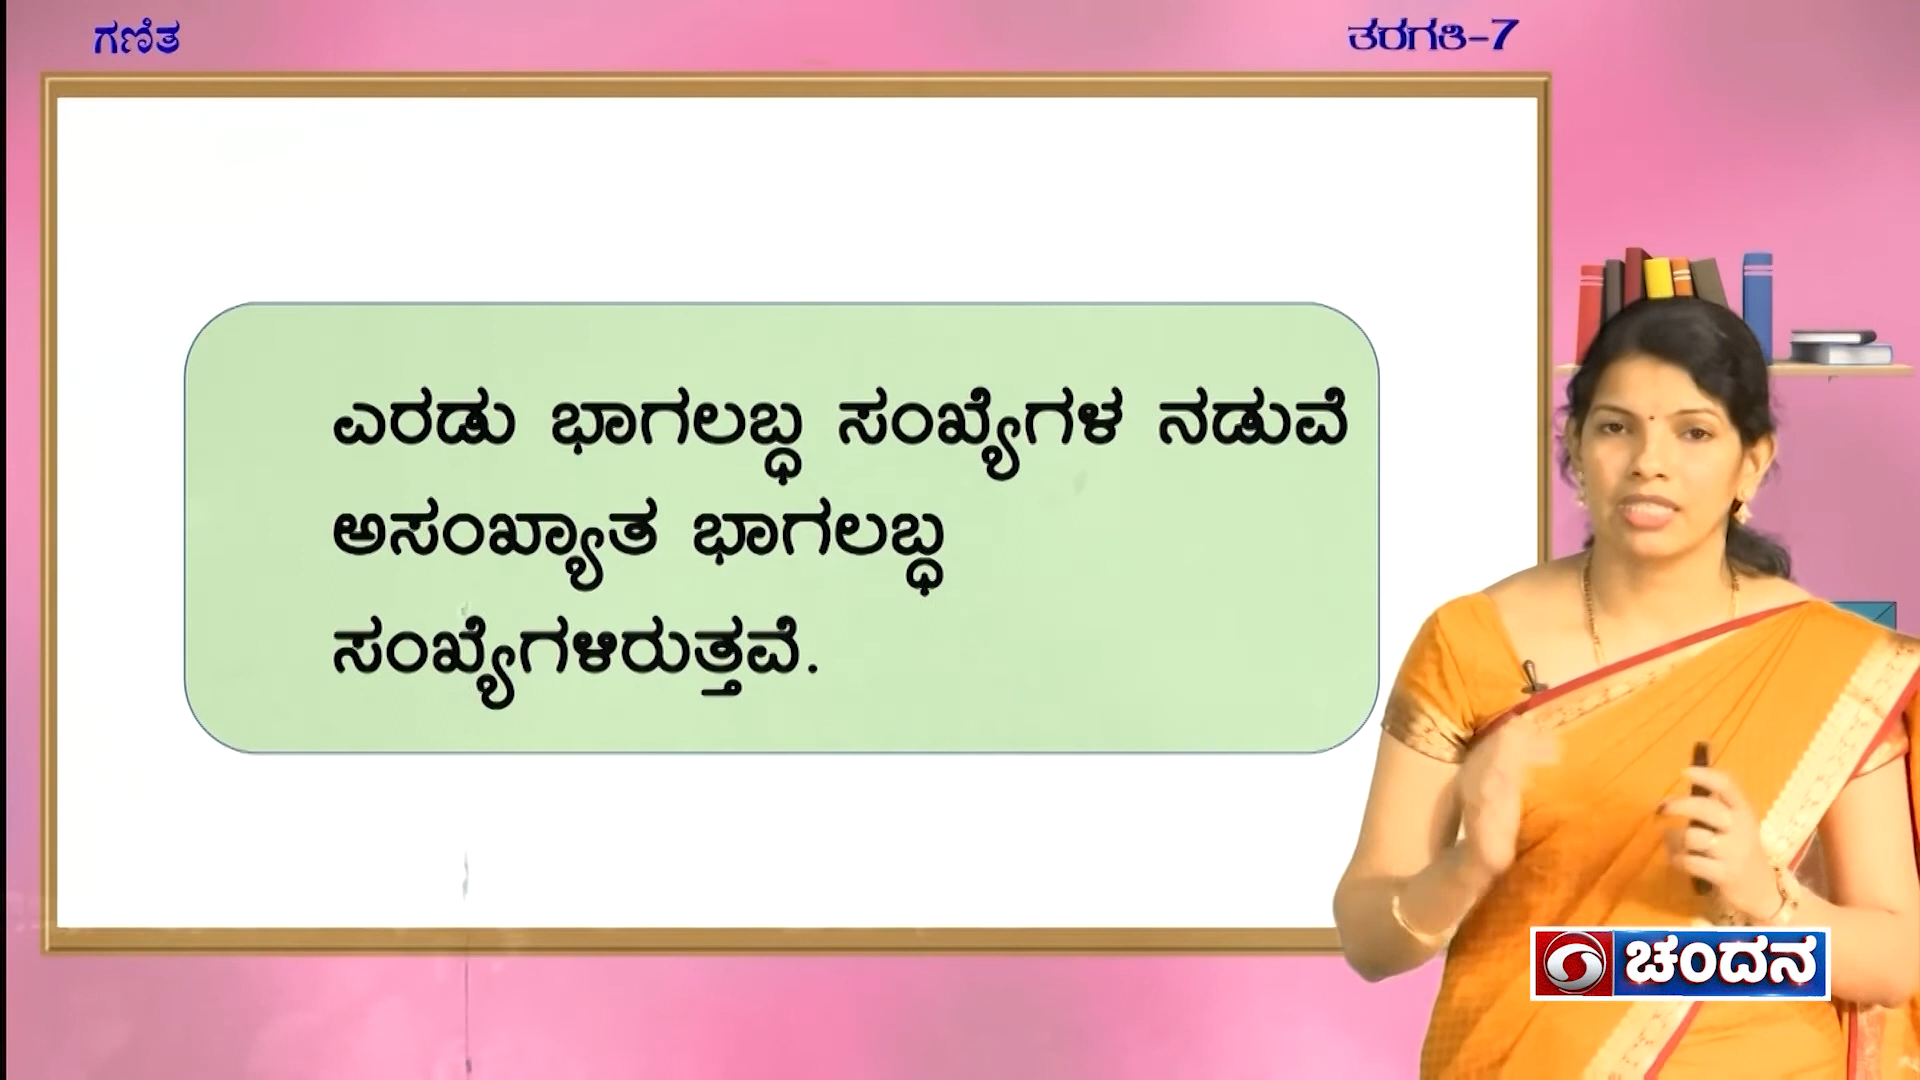 ಗಣಿತ
ತರಗತಿ-7
ಎರಡು ಭಾಗಲಬ್ಧ ಸಂಖ್ಯೆಗಳ ನಡುವೆ
ಅಸಂಖ್ಯಾತ ಭಾಗಲಬ್ಧ
ಸಂಖ್ಯೆಗಳಿರುತ್ತವೆ.
ಚಂದನ